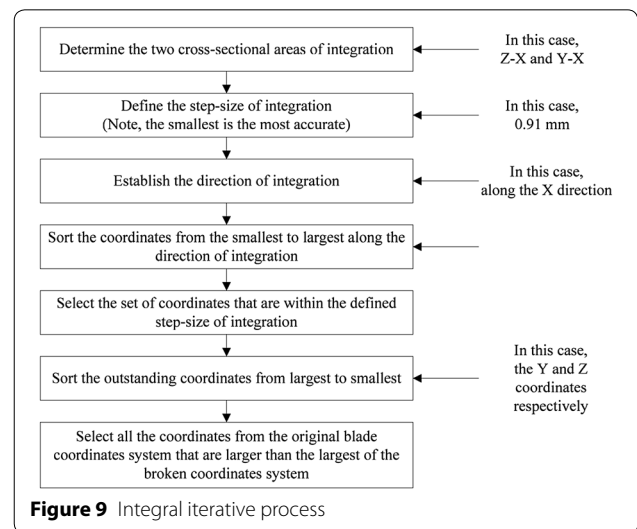 Determine the two cross-sectional areas of integration
In this case,
Z-X and Y-X
Define the step-size of integration
(Note, the smallest is the most accurate)
In this case,
0.91 mm
Establish the direction of integration
In this case,
along the X direction
Sort the coordinates from the smallest to largest along the
direction of integration
Select the set of coordinates that are within the defined
step-size of integration
Sort the outstanding coordinates from largest to smallest
In this case,
the Y and Z
coordinates
respectively
Select all the coordinates from the original blade
coordinates system that are larger than the largest of the
broken coordinates system
Figure 9 Integral iterative process